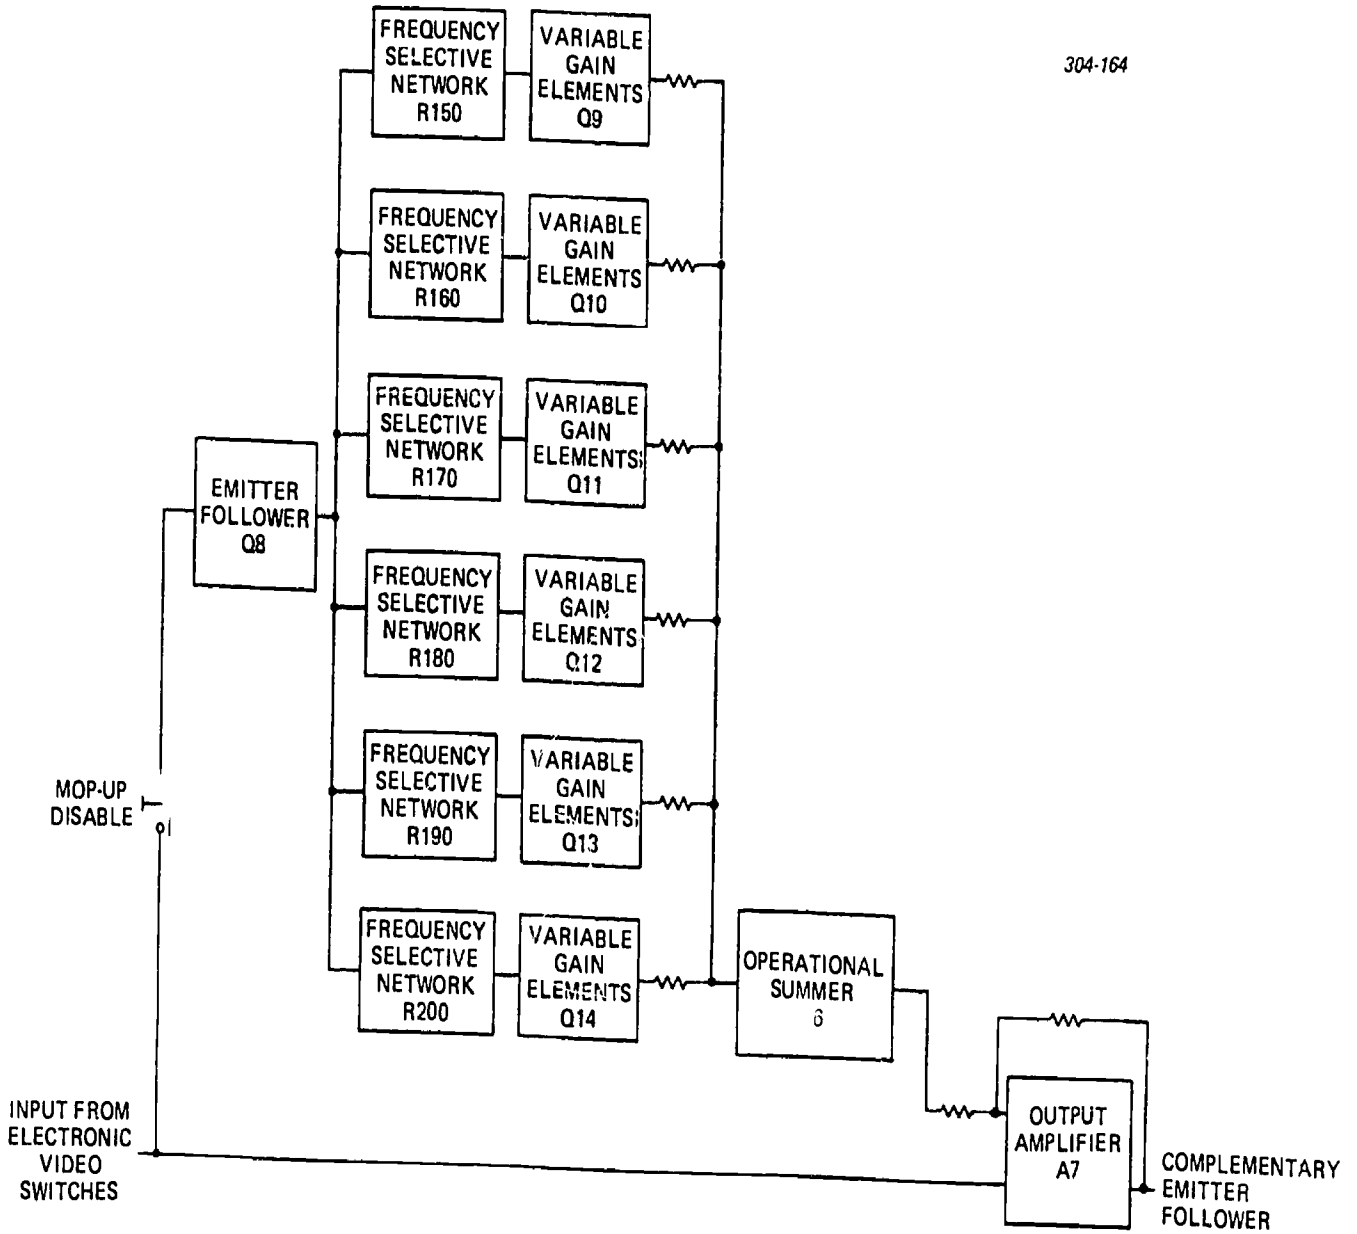 304-164
FREQUENCY
SELECTIVE
NETWORK
R150
VARIABLE
GAIN
ELEMENTS
Q9
FREQUENCY
SELECTIVE
NETWORK
R160
VARIABLE
GAIN
ELEMENTS
Q10
FREQUENCY
SELECTIVE
NETWORK
R170
VARIABLE
GAIN
ELEMENTS
Q11
EMITTER
FOLLOWER
Q8
FREQUENCY
SELECTIVE
NETWORK
R180
VARIABLE
GAIN
ELEMENTS
Q12
FREQUENCY
SELECTIVE
NETWORK
R190
VARIABLE
GAIN
ELEMENTS
Q13
MOP-UP
DISABLE
FREQUENCY
SELECTIVE
NETWORK
R200
VARIABLE
GAIN
ELEMENTS
Q14
OPERATIONAL
SUMMER
6
INPUT FROM
ELECTRONIC
VIDEO
SWITCHES
OUTPUT
AMPLIFIER
A7
COMPLEMENTARY
EMITTER
FOLLOWER